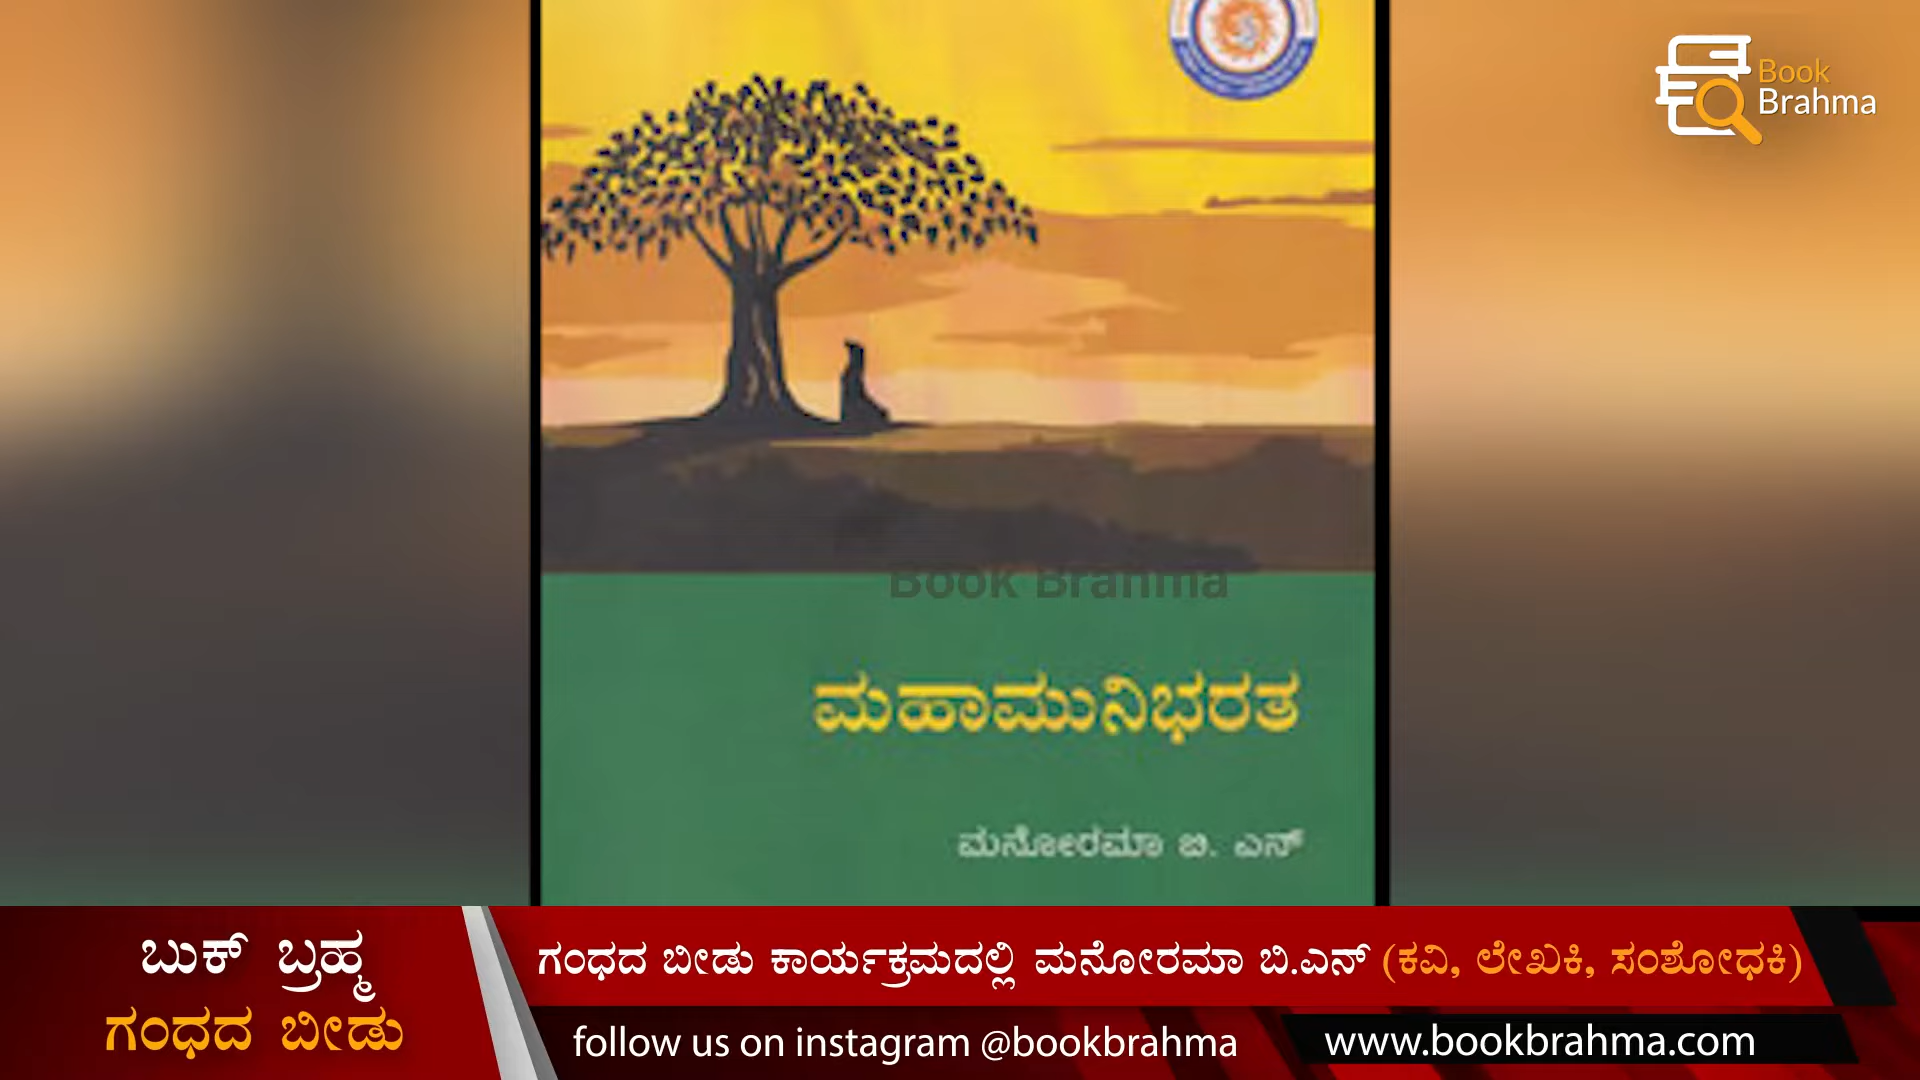 Book
Brahma
Book Brahma
ಮಹಾಮುನಿಭರತ
ಮನೋರಮಾ ಬಿ. ಎನ್
ಬುಕ್ ಬ್ರಹ್ಮ
ಗಂಧದ ಬೀಡು
ಗಂಧದ ಬೀಡು ಕಾರ್ಯಕ್ರಮದಲ್ಲಿ ಮನೋರಮಾ ಬಿ.ಎನ್ (ಕವಿ, ಲೇಖಕಿ, ಸಂಶೋಧಕಿ)
follow us on instagram @bookbrahma
www.bookbrahma.com